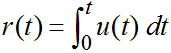 r(t) = ∫₀ᵗ u(t) dt